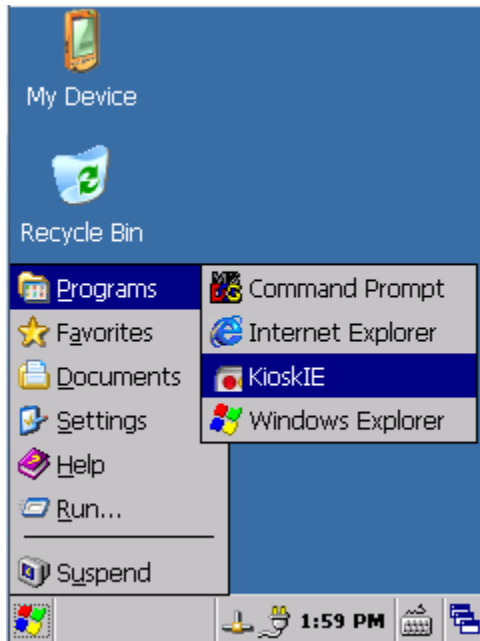 My Device
Recycle Bin
Programs
Favorites
Documents
Settings
Help
Run...
Suspend
Command Prompt
Internet Explorer
KioskIE
Windows Explorer
1:59 PM